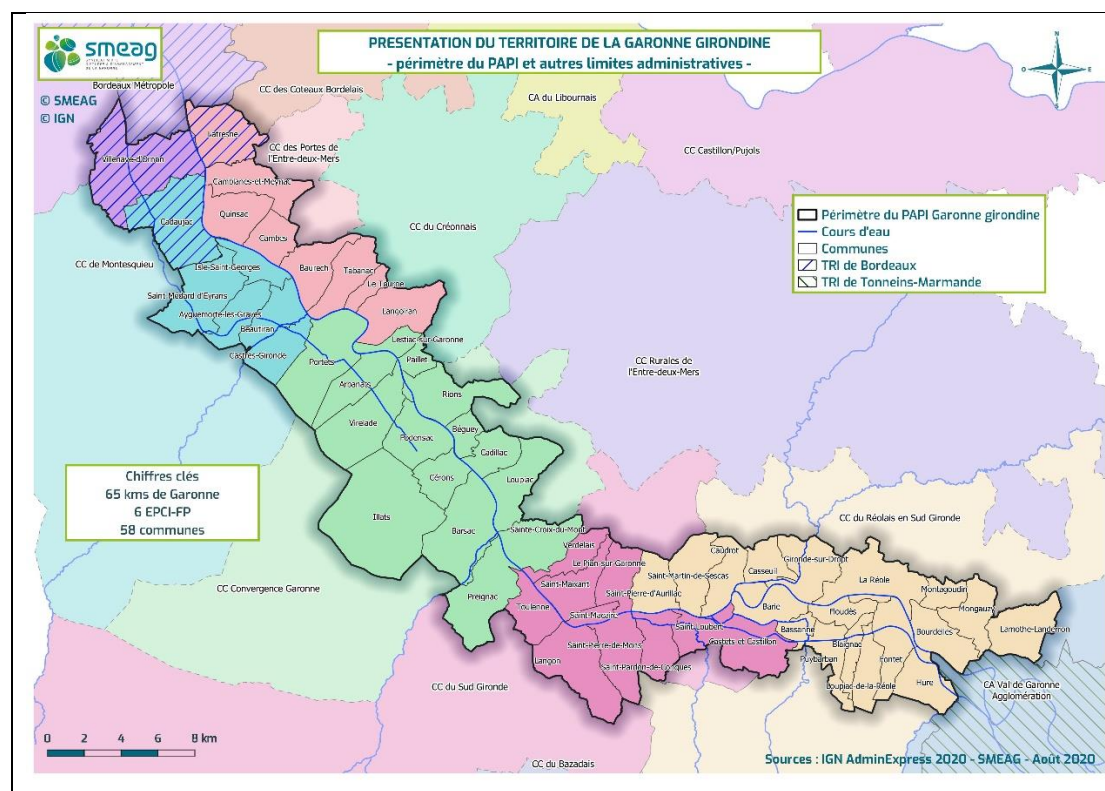 smeag
PRESENTATION DU TERRITOIRE DE LA GARONNE GIRONDINE
- périmètre du PAPI et autres limites administratives -
N
O
E
S
Bordeaux Métropole
© SMEAG
© IGN
CC des Coteaux Bordelais
CA du Libournais
CC des Portes de
l'Entre-deux-Mers
CC Castillon/Pujols
Latresne
Villenave-d'Ornon
Camblanes-et-Meynac
Quinsac
Cadaujac
Cambes
CC du Créonnais
Périmètre du PAPI Garonne girondine
Cours d'eau
Communes
TRI de Bordeaux
TRI de Tonneins-Marmande
CC de Montesquieu
Isle-Saint-Georges
Baurech
Tabanac
Le Tourne
Saint Médard d'Eyrans
Langoiran
Ayguemorte-les-Graves
Beautiran
Lestiac-sur-Garonne
Castres-Gironde
Portets
Paillet
CC Rurales de
l'Entre-deux-Mers
Arbanats
Rions
Virelade
Béguey
Podensac
Cadillac
Chiffres clés
65 kms de Garonne
6 EPCI-FP
58 communes
Cérons
Loupiac
Illats
Barsac
Sainte-Croix-du-Mont
CC du Réolais en Sud Gironde
Verdelais
Caudrot
Gironde-sur-Dropt
Le Pian sur Garonne
Casseuil
Saint-Martin-de-Sescas
La Réole
CC Convergence Garonne
Saint-Maixant
Saint-Pierre-d'Aurillac
Montagoudin
Preignac
Toulenne
Barie
Floudès
Mongauzy
Saint-Macaire
Saint-Loubert
Bassanne
Bourdelles
Lamothe-Landerron
Castets et Castillon
Saint-Pierre-de-Mons
Blaignac
Langon
Puybarban
Fontet
Saint-Pardon-de-Conques
CC du Sud Gironde
Loupiac-de-la-Réole
Hure
CA Val de Garonne
Agglomération
0 2 4 6 8 km
CC du Bazadais
Sources : IGN AdminExpress 2020 - SMEAG - Août 2020